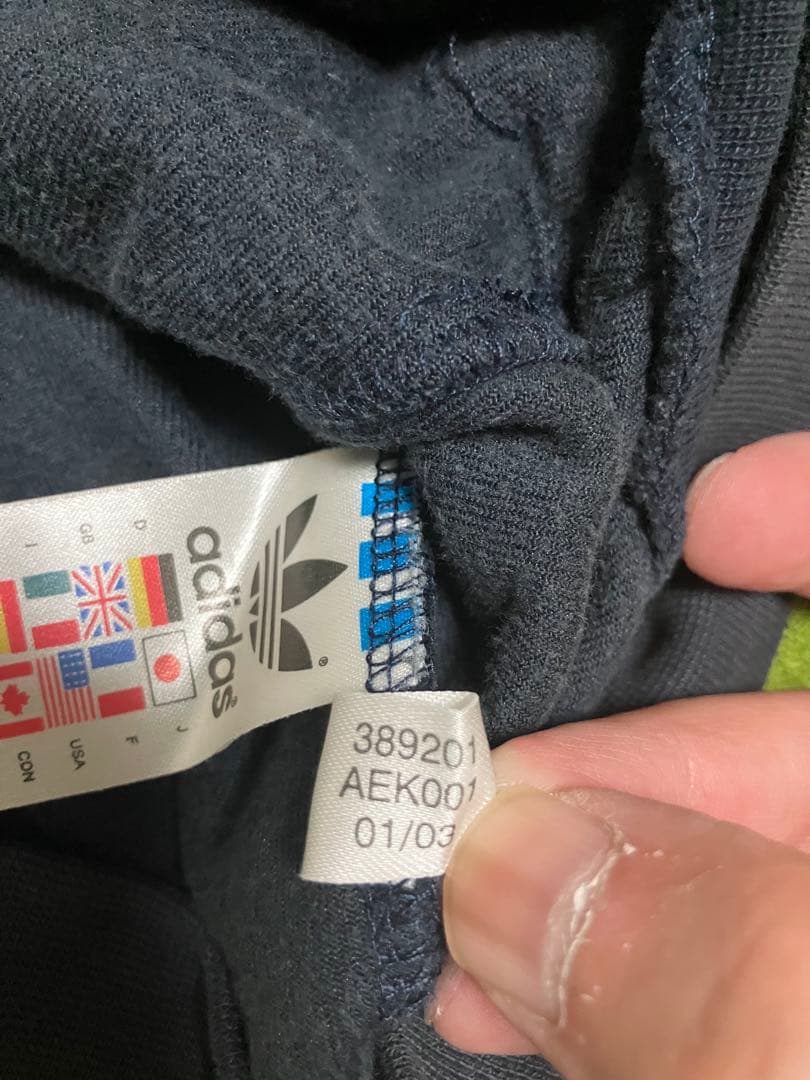 adidas
®
D
J
GB
F
I
USA
CDN
389201
AEK001
01/03